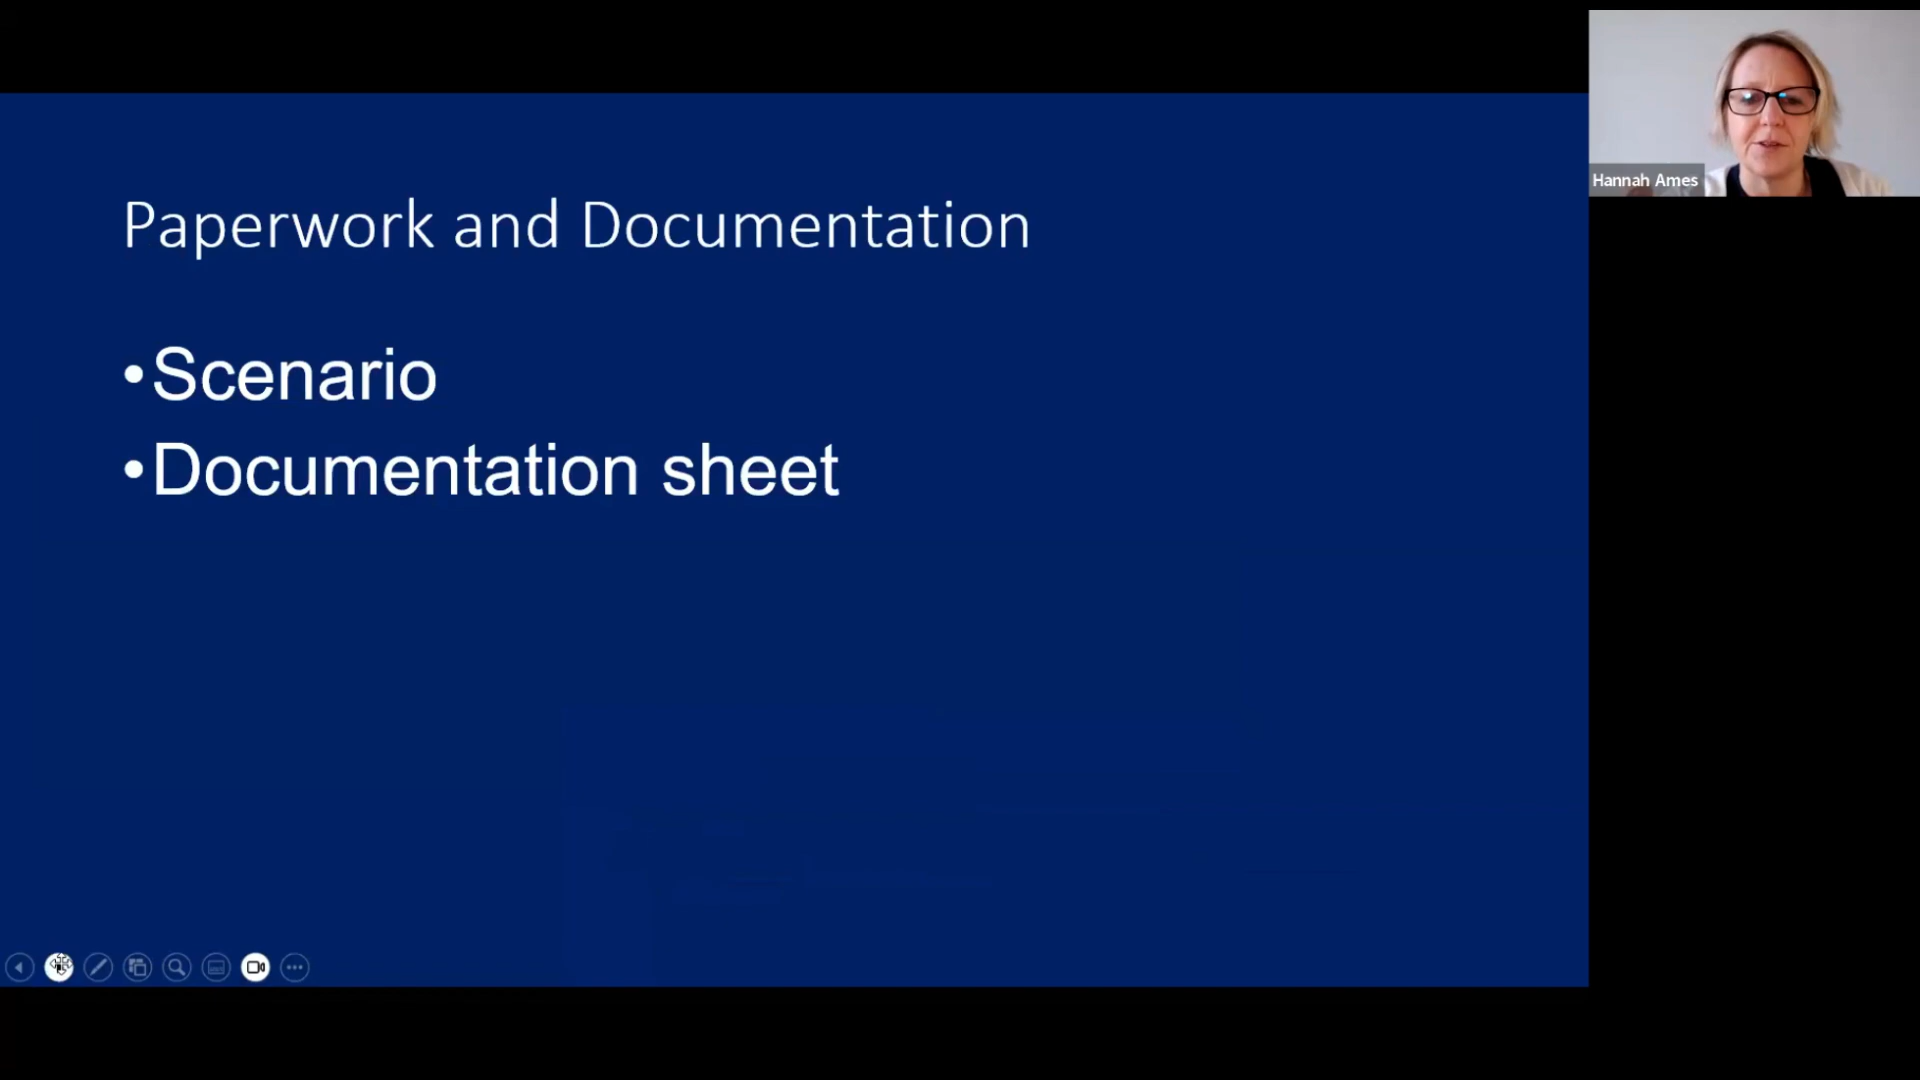 Paperwork and Documentation
•Scenario
•Documentation sheet
Hannah Ames